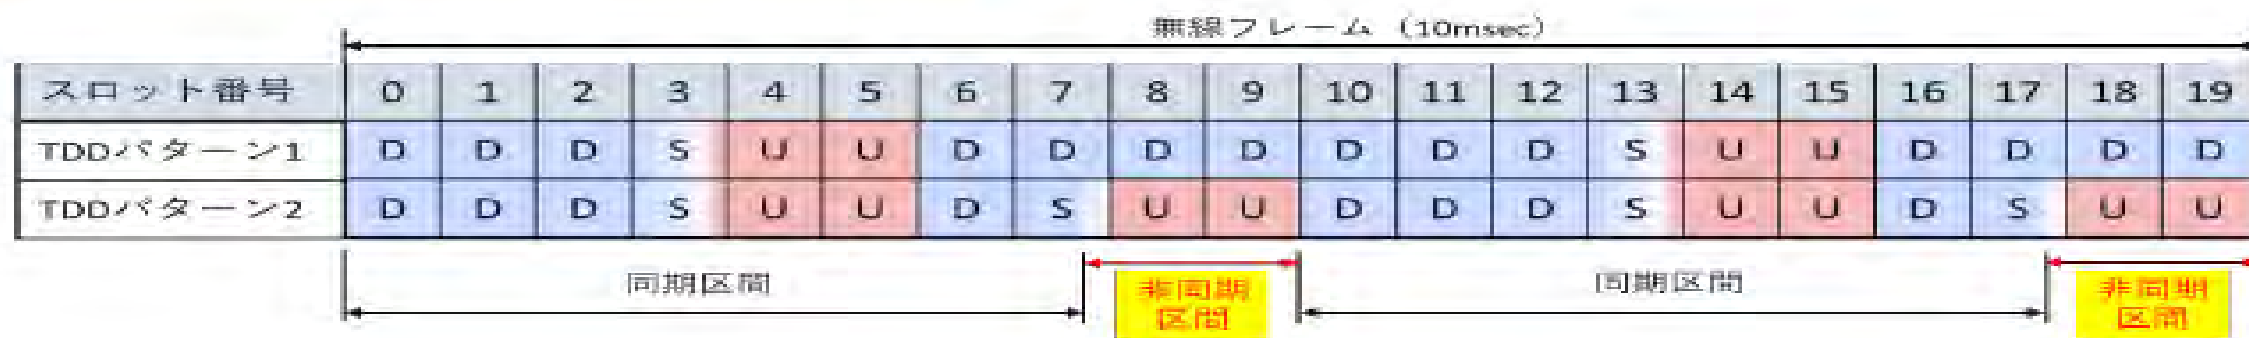 無線フレーム（10msec）
スロット番号 0 1 2 3 4 5 6 7 8 9 10 11 12 13 14 15 16 17 18 19
TDDパターン1 D D D S U U D D D D D D D S U U D D D D
TDDパターン2 D D D S U U D S U U D D D S U U D S U U
同期区間
非同期
区間
同期区間
非同期
区間